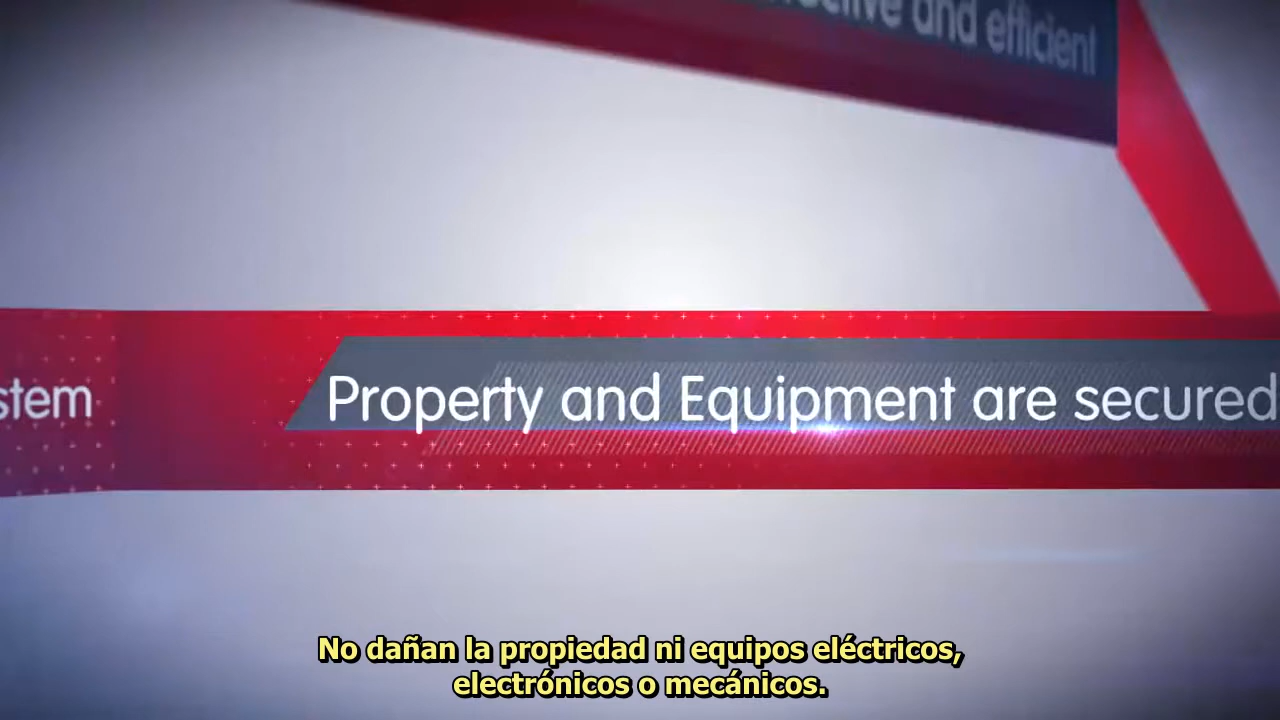 and efficient
stem
Property and Equipment are secured
No dañan la propiedad ni equipos eléctricos,
electrónicos o mecánicos.